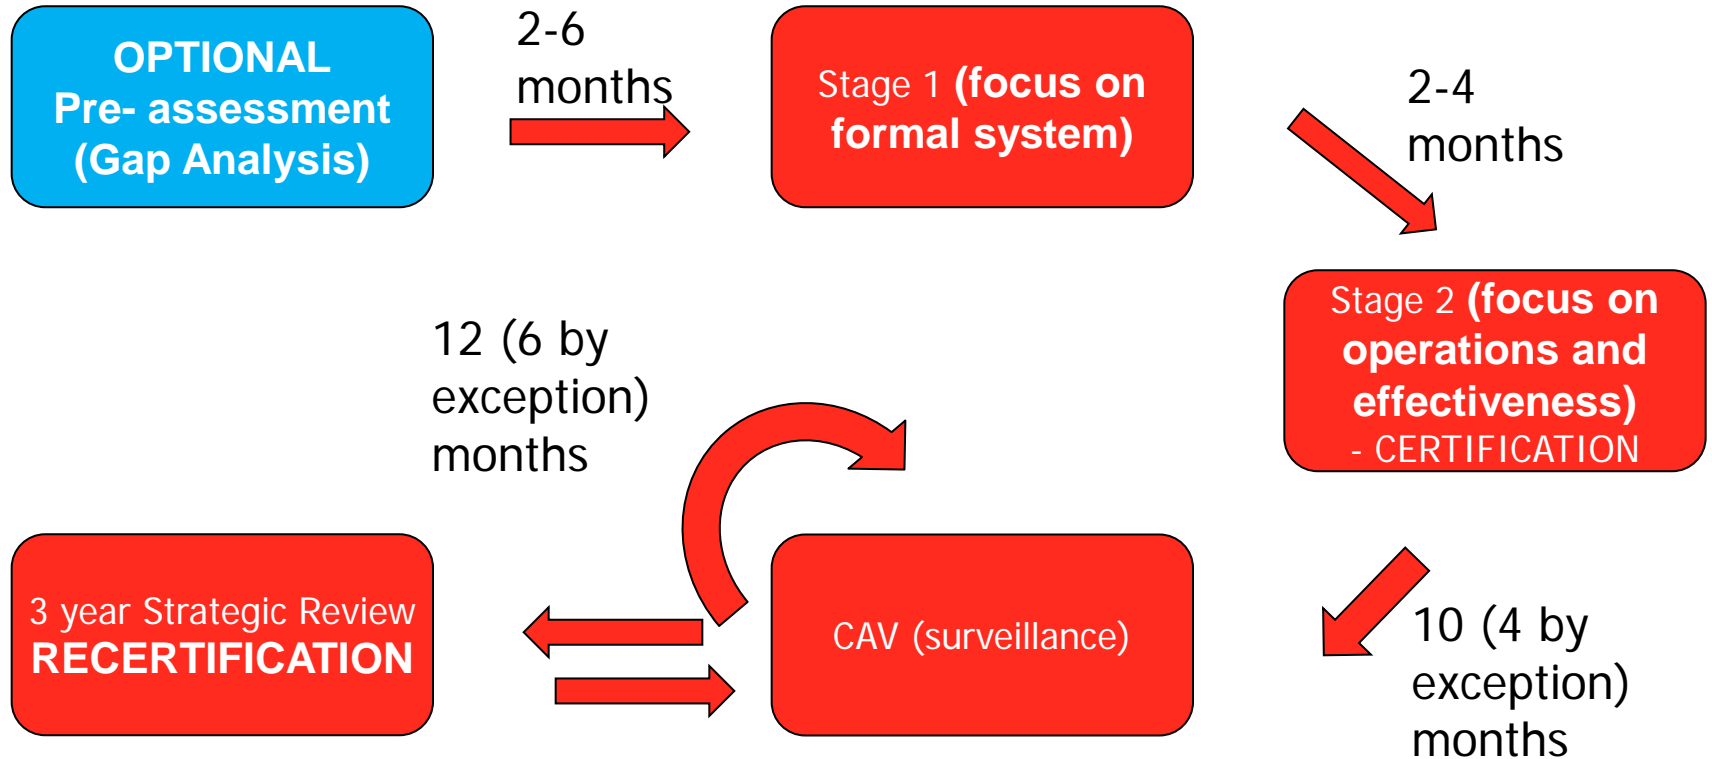 OPTIONAL
Pre- assessment
(Gap Analysis)
2-6
months
Stage 1 (focus on
formal system)
2-4
months
Stage 2 (focus on
operations and
effectiveness)
- CERTIFICATION
10 (4 by
exception)
months
CAV (surveillance)
12 (6 by
exception)
months
3 year Strategic Review
RECERTIFICATION